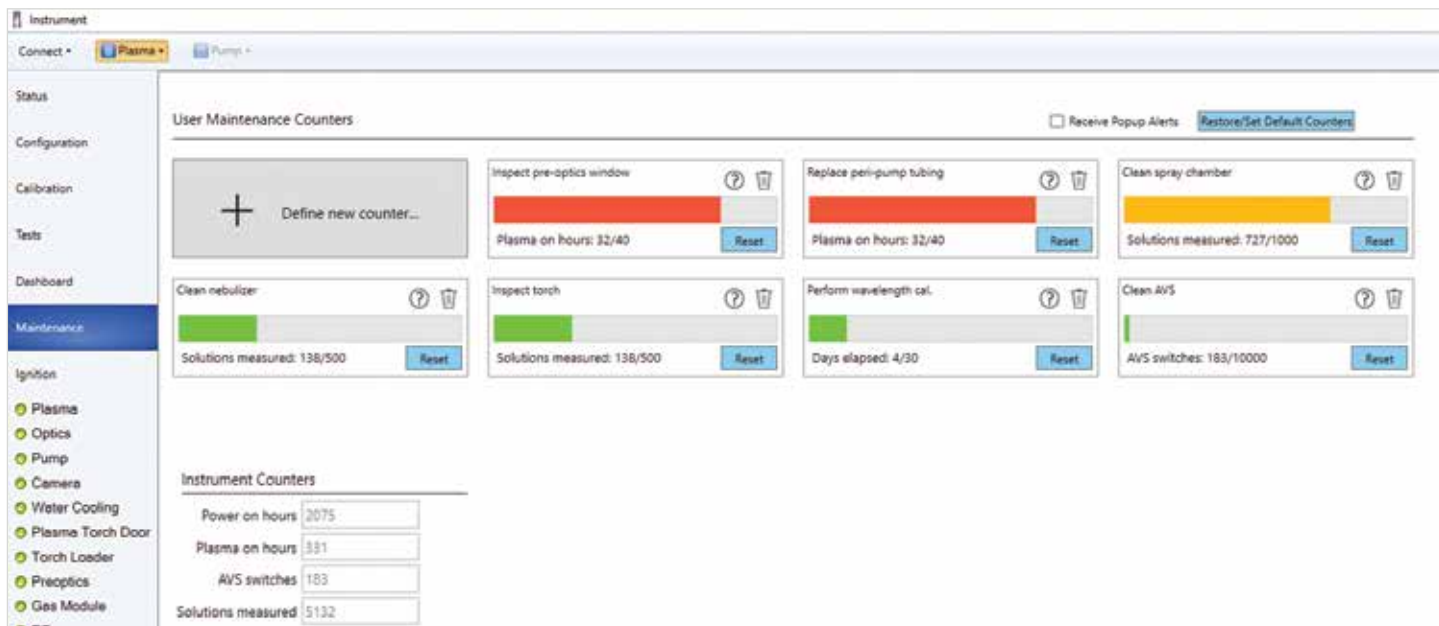 Instrument
Connect Plasma Pump
Status
Configuration
Calibration
Tests
Dashboard
Maintenance
Ignition
Plasma
Optics
Pump
Camera
Water Cooling
Plasma Torch Door
Torch Loader
Preoptics
Gas Module
User Maintenance Counters
Receive Popup Alerts Restore/Set Default Counters
Define new counter...
Inspect pre-optics window
Plasma on hours: 32/40 Reset
Replace peri-pump tubing
Plasma on hours: 32/40 Reset
Clean spray chamber
Solutions measured: 727/1000 Reset
Clean nebulizer
Solutions measured: 138/500 Reset
Inspect torch
Solutions measured: 138/500 Reset
Perform wavelength cal.
Days elapsed: 4/30 Reset
Clean AVS
AVS switches: 183/10000 Reset
Instrument Counters
Power on hours 2075
Plasma on hours 331
AVS switches 183
Solutions measured 5132